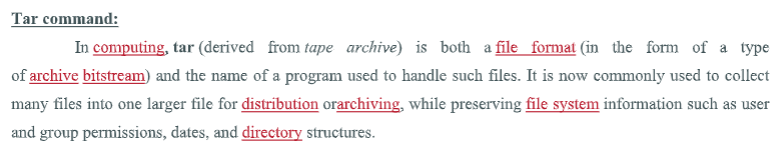 Tar command:
In computing, tar (derived from tape archive) is both a file format (in the form of a type
of archive bitstream) and the name of a program used to handle such files. It is now commonly used to collect
many files into one larger file for distribution orarchiving, while preserving file system information such as user
and group permissions, dates, and directory structures.